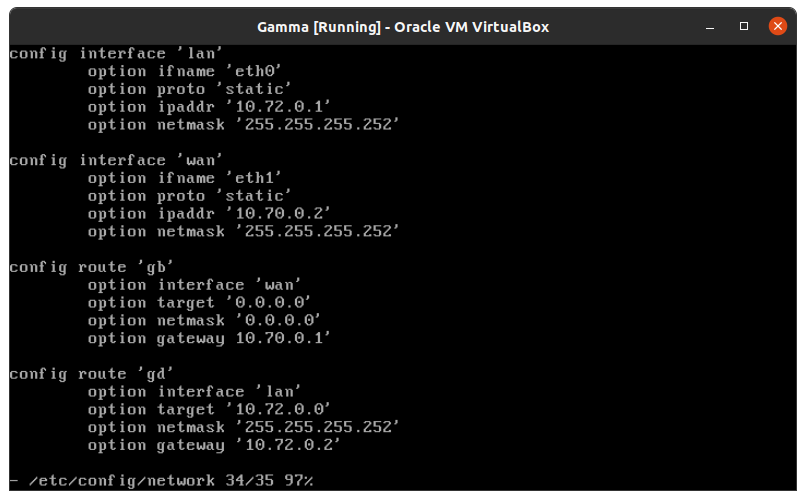 Gamma [Running] - Oracle VM VirtualBox
config interface 'lan'
        option ifname 'eth0'
        option proto 'static'
        option ipaddr '10.72.0.1'
        option netmask '255.255.255.252'

config interface 'wan'
        option ifname 'eth1'
        option proto 'static'
        option ipaddr '10.70.0.2'
        option netmask '255.255.255.252'

config route 'gb'
        option interface 'wan'
        option target '0.0.0.0'
        option netmask '0.0.0.0'
        option gateway 10.70.0.1'

config route 'gd'
        option interface 'lan'
        option target '10.72.0.0'
        option netmask '255.255.255.252'
        option gateway '10.72.0.2'

- /etc/config/network 34/35 97%